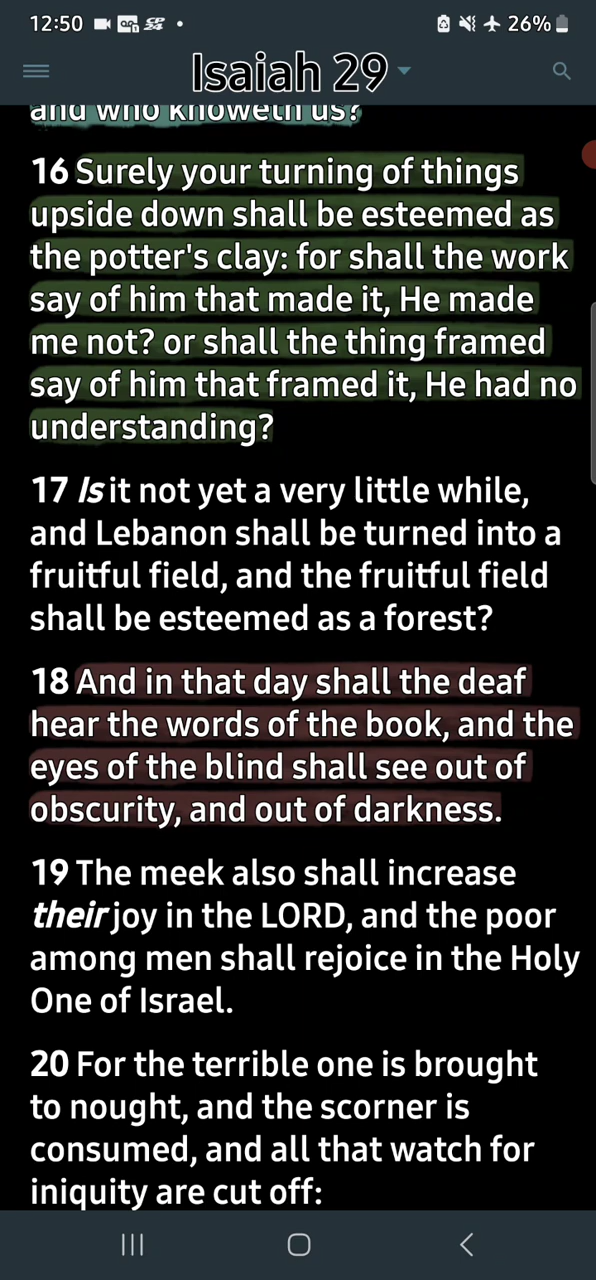 12:50
26%
Isaiah 29
and who knoweth us?
16 Surely your turning of things
upside down shall be esteemed as
the potter's clay: for shall the work
say of him that made it, He made
me not? or shall the thing framed
say of him that framed it, He had no
understanding?
17 Is it not yet a very little while,
and Lebanon shall be turned into a
fruitful field, and the fruitful field
shall be esteemed as a forest?
18 And in that day shall the deaf
hear the words of the book, and the
eyes of the blind shall see out of
obscurity, and out of darkness.
19 The meek also shall increase
their joy in the LORD, and the poor
among men shall rejoice in the Holy
One of Israel.
20 For the terrible one is brought
to nought, and the scorner is
consumed, and all that watch for
iniquity are cut off: